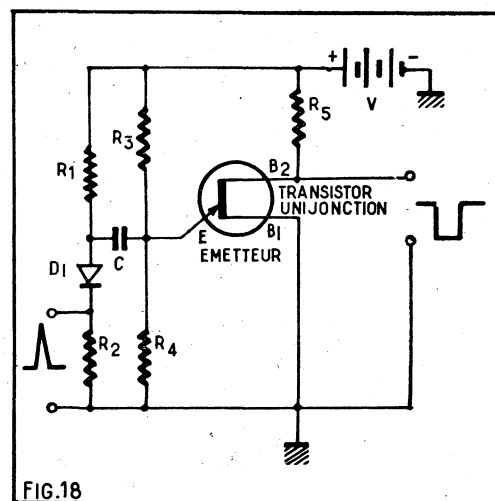 + -
V
R1
R3
R5
B2
TRANSISTOR
UNIJONCTION
B1
E
EMETTEUR
D1
C
R2
R4
FIG.18